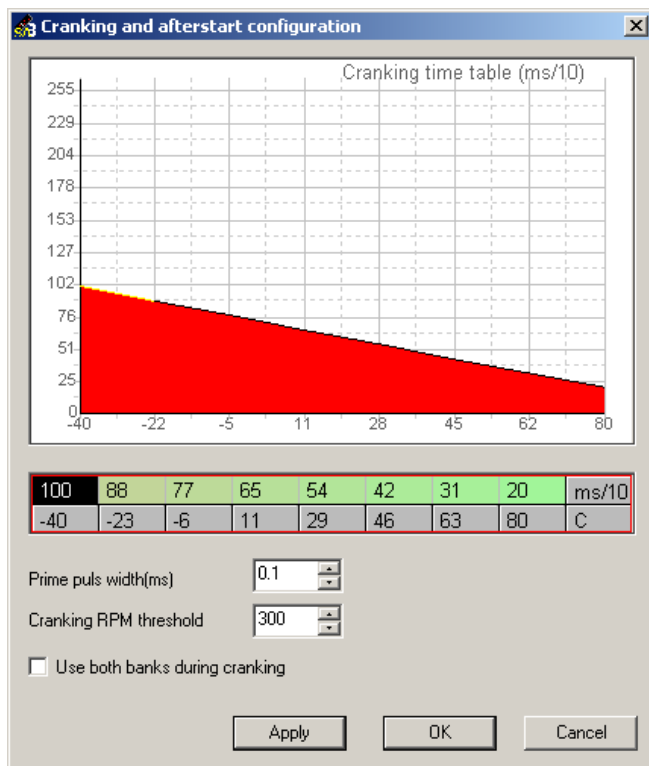 Cranking and afterstart configuration
Cranking time table (ms/10)
255
229
204
178
153
127
102
76
51
25
0
-40 -22 -5 11 28 45 62 80
100 88 77 65 54 42 31 20 ms/10
-40 -23 -6 11 29 46 63 80 C
Prime puls width(ms) 0.1
Cranking RPM threshold 300
Use both banks during cranking
Apply OK Cancel